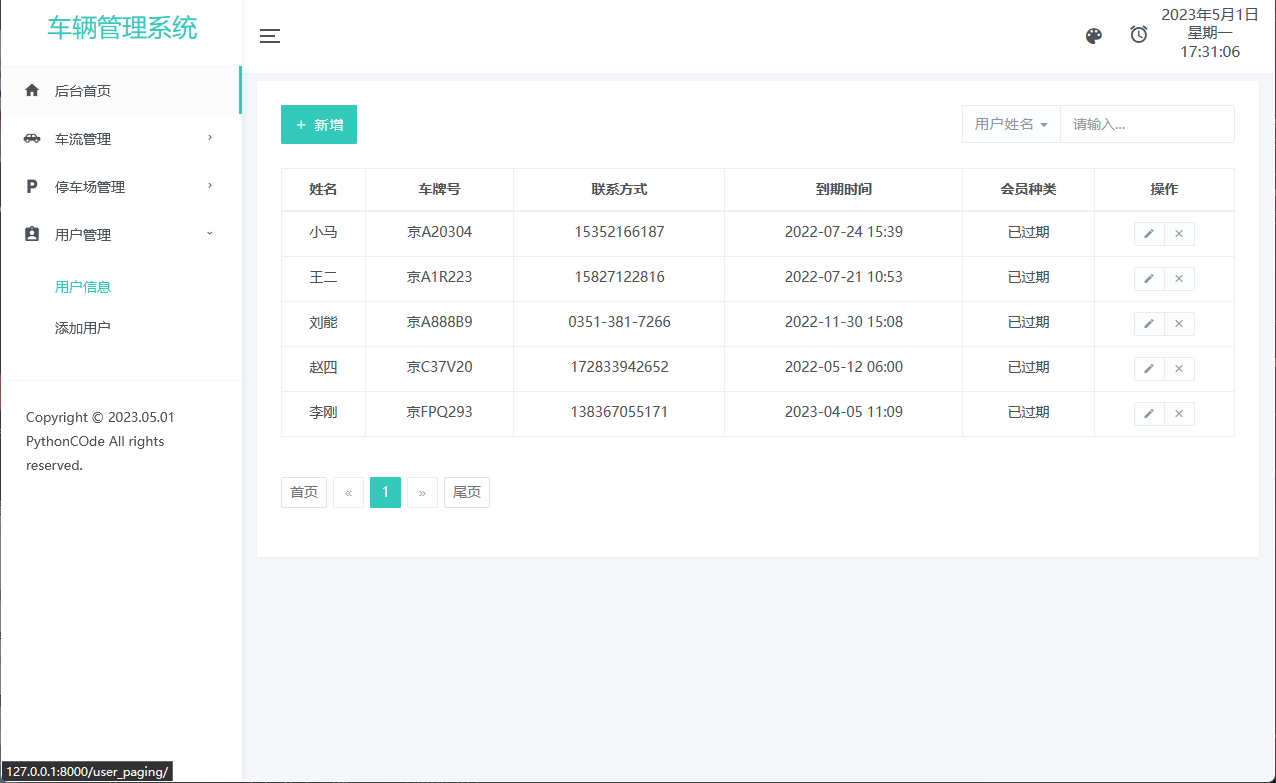 车辆管理系统
2023年5月1日
星期一
17:31:06
后台首页
车流管理
停车场管理
用户管理
用户信息
添加用户
Copyright © 2023.05.01
PythonCOde All rights
reserved.
+ 新增
用户姓名 请输入...
姓名 车牌号 联系方式 到期时间 会员种类 操作
小马 京A20304 15352166187 2022-07-24 15:39 已过期
王二 京A1R223 15827122816 2022-07-21 10:53 已过期
刘能 京A888B9 0351-381-7266 2022-11-30 15:08 已过期
赵四 京C37V20 172833942652 2022-05-12 06:00 已过期
李刚 京FPQ293 138367055171 2023-04-05 11:09 已过期
首页 « 1 » 尾页
127.0.0.1:8000/user_paging/